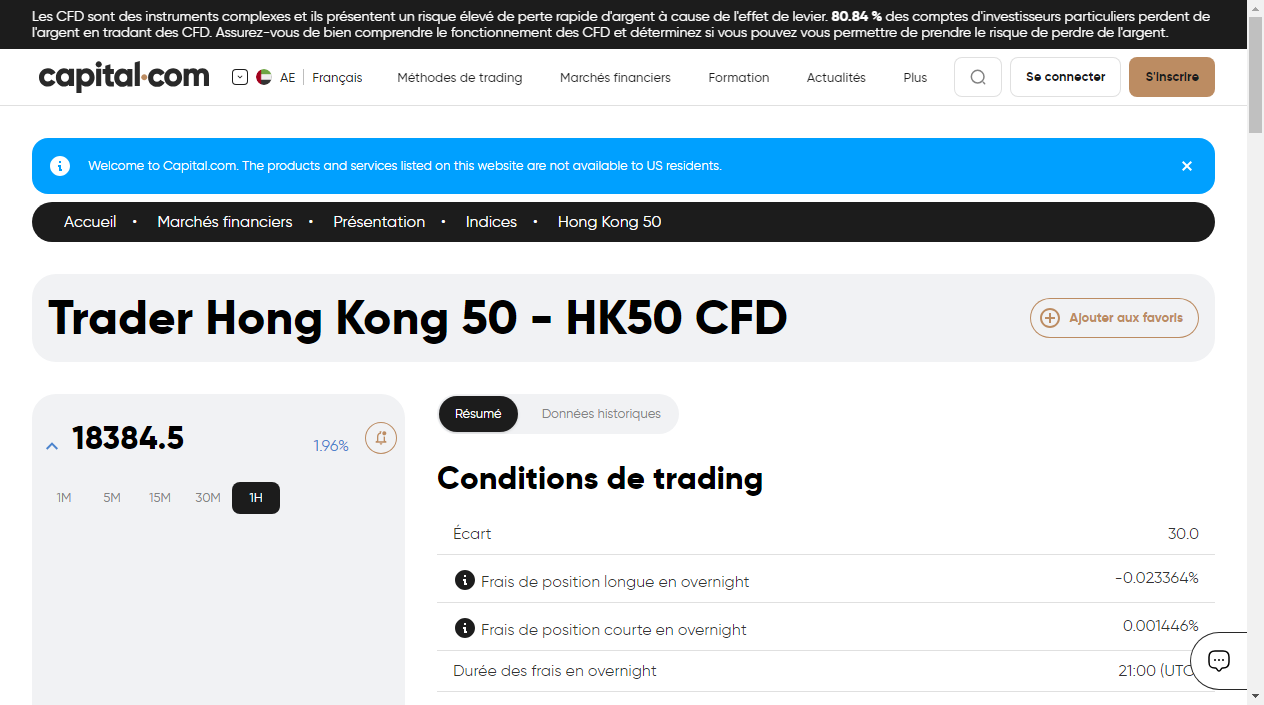 Les CFD sont des instruments complexes et ils présentent un risque élevé de perte rapide d'argent à cause de l'effet de levier. 80.84 % des comptes d'investisseurs particuliers perdent de
l'argent en tradant des CFD. Assurez-vous de bien comprendre le fonctionnement des CFD et déterminez si vous pouvez vous permettre de prendre le risque de perdre de l'argent.
capital.com AE Français Méthodes de trading Marchés financiers Formation Actualités Plus Se connecter S'inscrire
Welcome to Capital.com. The products and services listed on this website are not available to US residents.
Accueil • Marchés financiers • Présentation • Indices • Hong Kong 50
Trader Hong Kong 50 - HK50 CFD
Ajouter aux favoris
18384.5 1.96%
1M 5M 15M 30M 1H
Résumé Données historiques
Conditions de trading
Écart 30.0
Frais de position longue en overnight -0.023364%
Frais de position courte en overnight 0.001446%
Durée des frais en overnight 21:00 (UTC